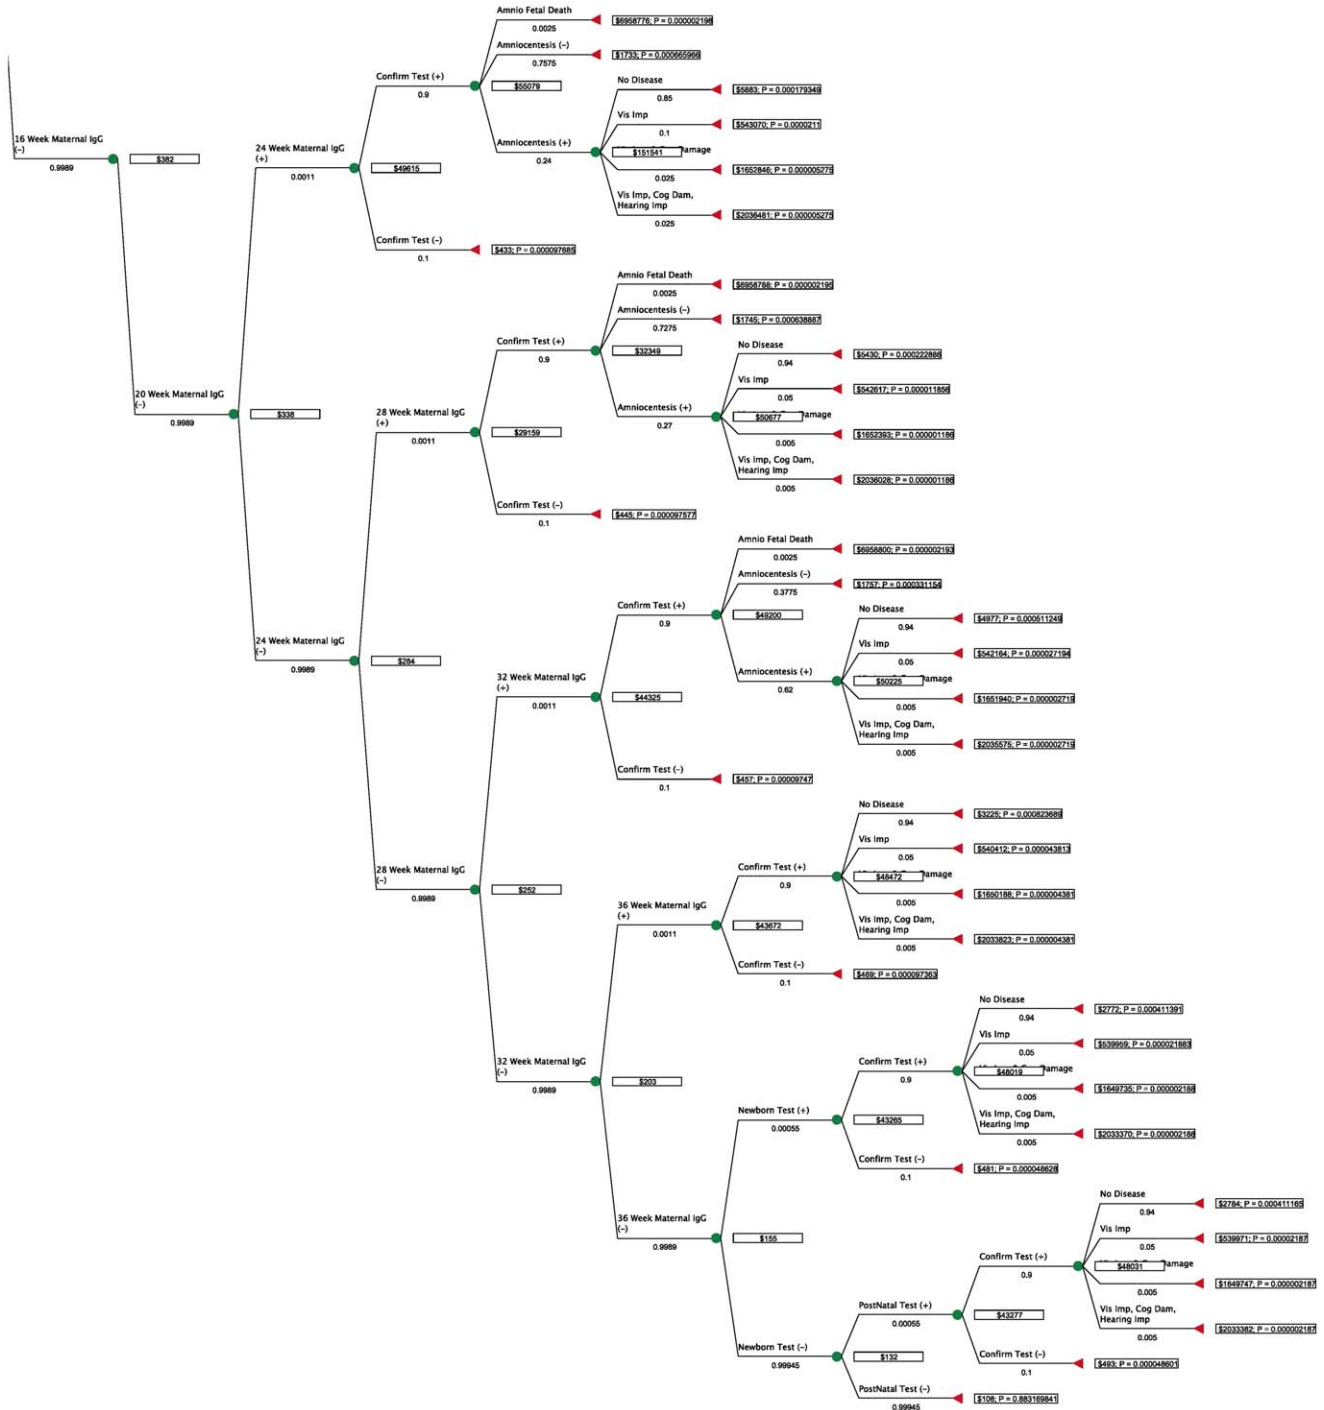 Amnio Fetal Death
0.0025
$6958776; P = 0.000002198
Amniocentesis (–)
0.7575
$1733; P = 0.000665966
Confirm Test (+)
0.9
$55079
No Disease
0.85
$5883; P = 0.000179349
Vis Imp
0.1
$543070; P = 0.0000211
Amniocentesis (+)
0.24
$151541
Damage
0.025
$1652846; P = 0.000005275
Vis Imp, Cog Dam,
Hearing Imp
0.025
$2036481; P = 0.000005275
16 Week Maternal IgG
(–)
0.9989
$382
24 Week Maternal IgG
(+)
0.0011
$49615
Confirm Test (–)
0.1
$433; P = 0.000097685
Amnio Fetal Death
0.0025
$6958788; P = 0.000002195
Amniocentesis (–)
0.7275
$1745; P = 0.000638887
Confirm Test (+)
0.9
$32349
No Disease
0.94
$5430; P = 0.000222886
Vis Imp
0.05
$542617; P = 0.000011856
Amniocentesis (+)
0.27
$50677
Damage
0.005
$1652393; P = 0.000001186
Vis Imp, Cog Dam,
Hearing Imp
0.005
$2036028; P = 0.000001186
20 Week Maternal IgG
(–)
0.9989
$338
28 Week Maternal IgG
(+)
0.0011
$29159
Confirm Test (–)
0.1
$445; P = 0.000097577
Amnio Fetal Death
0.0025
$6958800; P = 0.000002193
Amniocentesis (–)
0.3775
$1757; P = 0.000331154
Confirm Test (+)
0.9
$49200
No Disease
0.94
$4977; P = 0.000511249
Vis Imp
0.05
$542164; P = 0.000027194
Amniocentesis (+)
0.62
$50225
Damage
0.005
$1651940; P = 0.000002719
Vis Imp, Cog Dam,
Hearing Imp
0.005
$2035575; P = 0.000002719
24 Week Maternal IgG
(–)
0.9989
$284
32 Week Maternal IgG
(+)
0.0011
$44325
Confirm Test (–)
0.1
$457; P = 0.00009747
No Disease
0.94
$3225; P = 0.000823689
Vis Imp
0.05
$540412; P = 0.000043813
Confirm Test (+)
0.9
$48472
Damage
0.005
$1650188; P = 0.000004381
Vis Imp, Cog Dam,
Hearing Imp
0.005
$2033823; P = 0.000004381
28 Week Maternal IgG
(–)
0.9989
$252
36 Week Maternal IgG
(+)
0.0011
$43672
Confirm Test (–)
0.1
$469; P = 0.000097363
No Disease
0.94
$2772; P = 0.000411391
Vis Imp
0.05
$539959; P = 0.000021883
Confirm Test (+)
0.9
$48019
Damage
0.005
$1649735; P = 0.000002188
Vis Imp, Cog Dam,
Hearing Imp
0.005
$2033370; P = 0.000002188
32 Week Maternal IgG
(–)
0.9989
$203
Newborn Test (+)
0.00055
$43265
Confirm Test (–)
0.1
$481; P = 0.000048628
36 Week Maternal IgG
(–)
0.9989
$155
No Disease
0.94
$2784; P = 0.000411165
Vis Imp
0.05
$539971; P = 0.00002187
Confirm Test (+)
0.9
$48031
Damage
0.005
$1649747; P = 0.000002187
Vis Imp, Cog Dam,
Hearing Imp
0.005
$2033382; P = 0.000002187
PostNatal Test (+)
0.00055
$43277
Newborn Test (–)
0.99945
$132
Confirm Test (–)
0.1
$493; P = 0.000048601
PostNatal Test (–)
0.99945
$108; P = 0.883169841